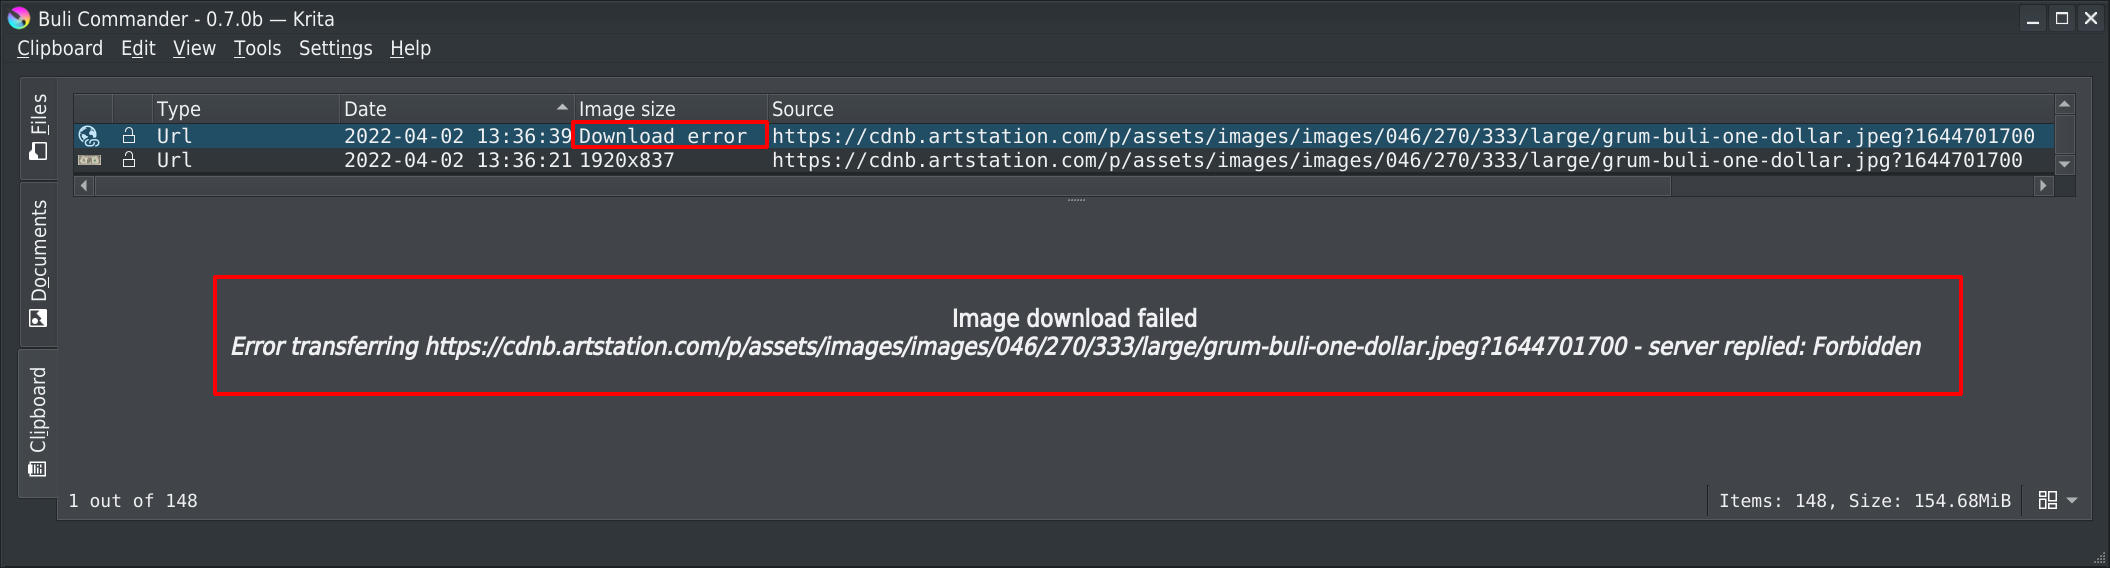 Buli Commander - 0.7.0b — Krita
Clipboard Edit View Tools Settings Help
Files
Documents
Clipboard
Type Date Image size Source
Url 2022-04-02 13:36:39 Download error https://cdnb.artstation.com/p/assets/images/images/046/270/333/large/grum-buli-one-dollar.jpeg?1644701700
Url 2022-04-02 13:36:21 1920x837 https://cdnb.artstation.com/p/assets/images/images/046/270/333/large/grum-buli-one-dollar.jpg?1644701700
Image download failed
Error transferring https://cdnb.artstation.com/p/assets/images/images/046/270/333/large/grum-buli-one-dollar.jpeg?1644701700 - server replied: Forbidden
1 out of 148
Items: 148, Size: 154.68MiB